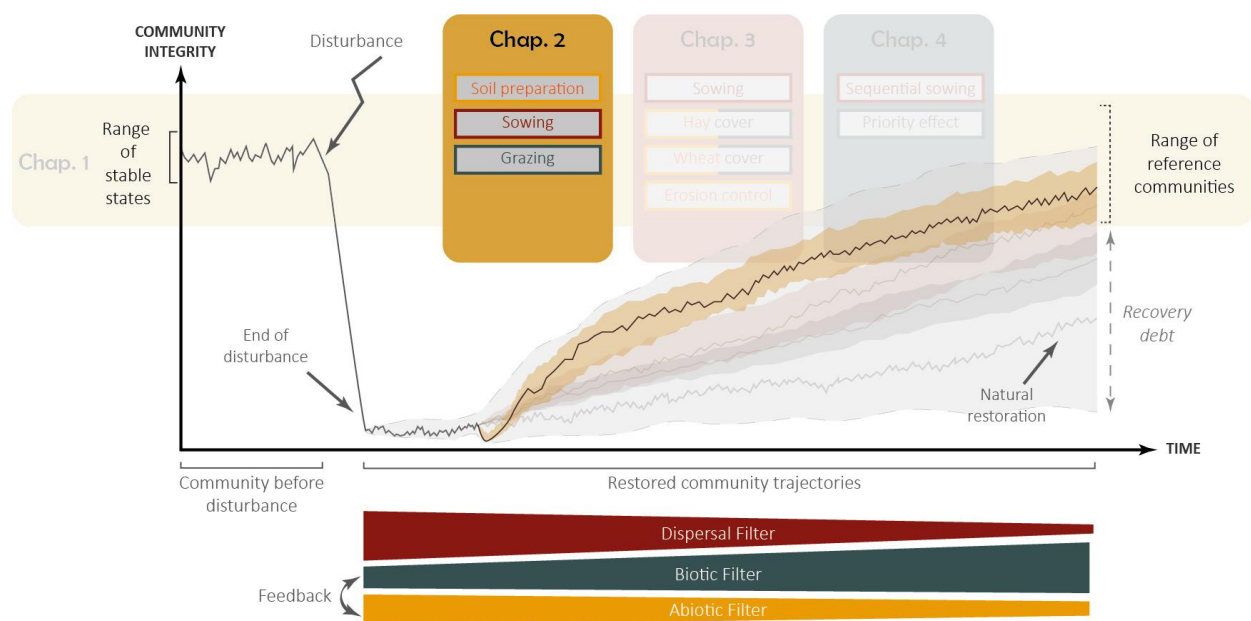 COMMUNITY
INTEGRITY
Disturbance
Chap. 2
Chap. 3
Chap. 4
Soil preparation
Sowing
Grazing
Sowing
Hay cover
Wheat cover
Erosion control
Sequential sowing
Priority effect
Chap. 1
Range
of
stable
states
Range of
reference
communities
End of
disturbance
Recovery
debt
Natural
restoration
TIME
Community before
disturbance
Restored community trajectories
Dispersal Filter
Biotic Filter
Feedback
Abiotic Filter